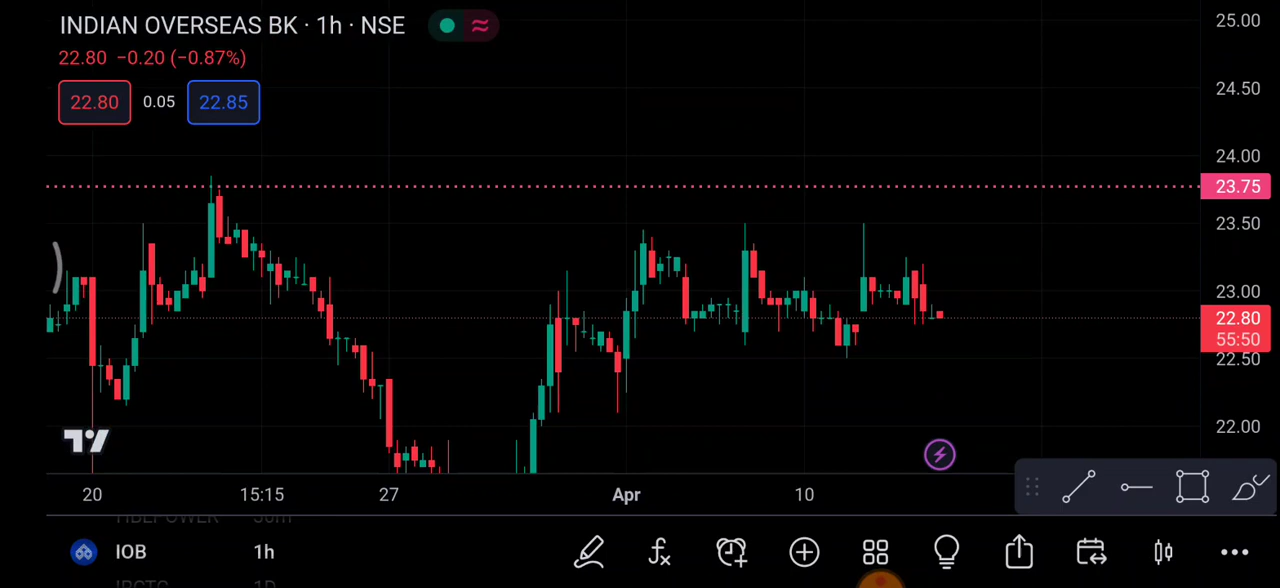 INDIAN OVERSEAS BK · 1h · NSE
22.80 −0.20 (−0.87%)
22.80 0.05 22.85
25.00
24.50
24.00
23.75
23.50
23.00
22.80
55:50
22.50
22.00
20 15:15 27 Apr 10
IOB 1h